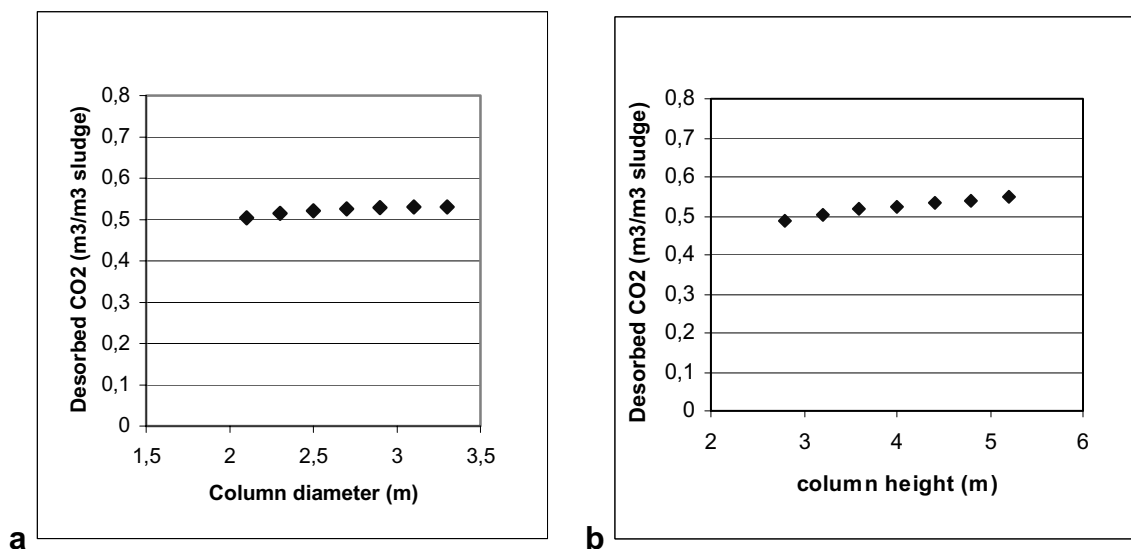 0,8
0,7
0,6
0,5
0,4
0,3
0,2
0,1
0
Desorbed CO2 (m3/m3 sludge)
1,5 2 2,5 3 3,5
Column diameter (m)
a
0,8
0,7
0,6
0,5
0,4
0,3
0,2
0,1
0
Desorbed CO2 (m3/m3 sludge)
2 3 4 5 6
column height (m)
b